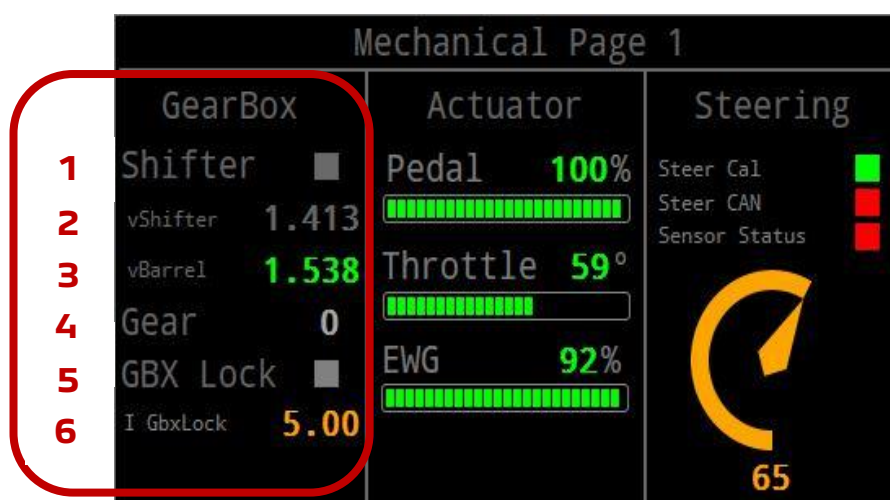 Mechanical Page 1
GearBox
1 Shifter
2 vShifter 1.413
3 vBarrel 1.538
4 Gear 0
5 GBX Lock
6 I GbxLock 5.00
Actuator
Pedal 100%
Throttle 59°
EWG 92%
Steering
Steer Cal
Steer CAN
Sensor Status
65